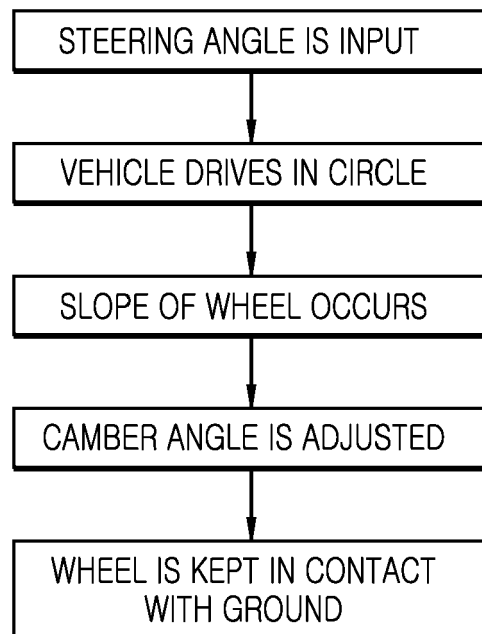 STEERING ANGLE IS INPUT
VEHICLE DRIVES IN CIRCLE
SLOPE OF WHEEL OCCURS
CAMBER ANGLE IS ADJUSTED
WHEEL IS KEPT IN CONTACT
WITH GROUND